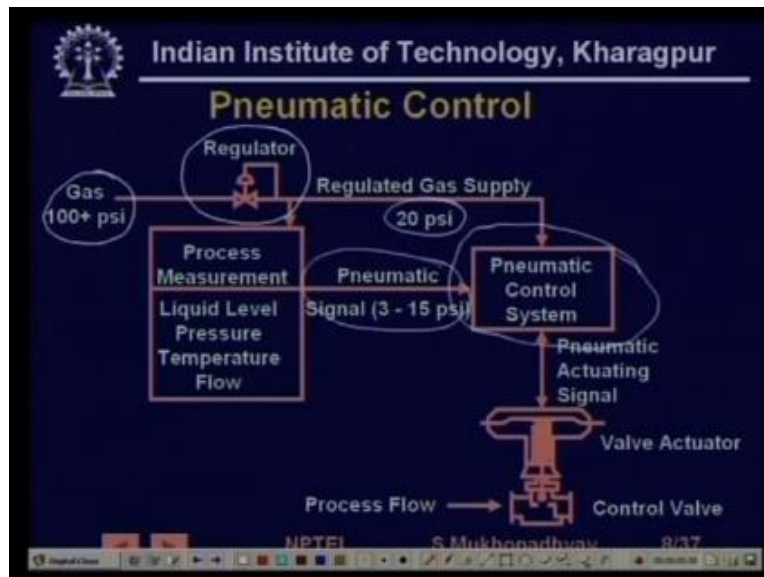 Indian Institute of Technology, Kharagpur
Pneumatic Control
Regulator
Gas
100+ psi
Regulated Gas Supply
20 psi
Process
Measurement
Liquid Level
Pressure
Temperature
Flow
Pneumatic
Signal (3 - 15 psi)
Pneumatic
Control
System
Pneumatic
Actuating
Signal
Valve Actuator
Process Flow
Control Valve
NPTEL
S.Mukhopadhyay
8/37